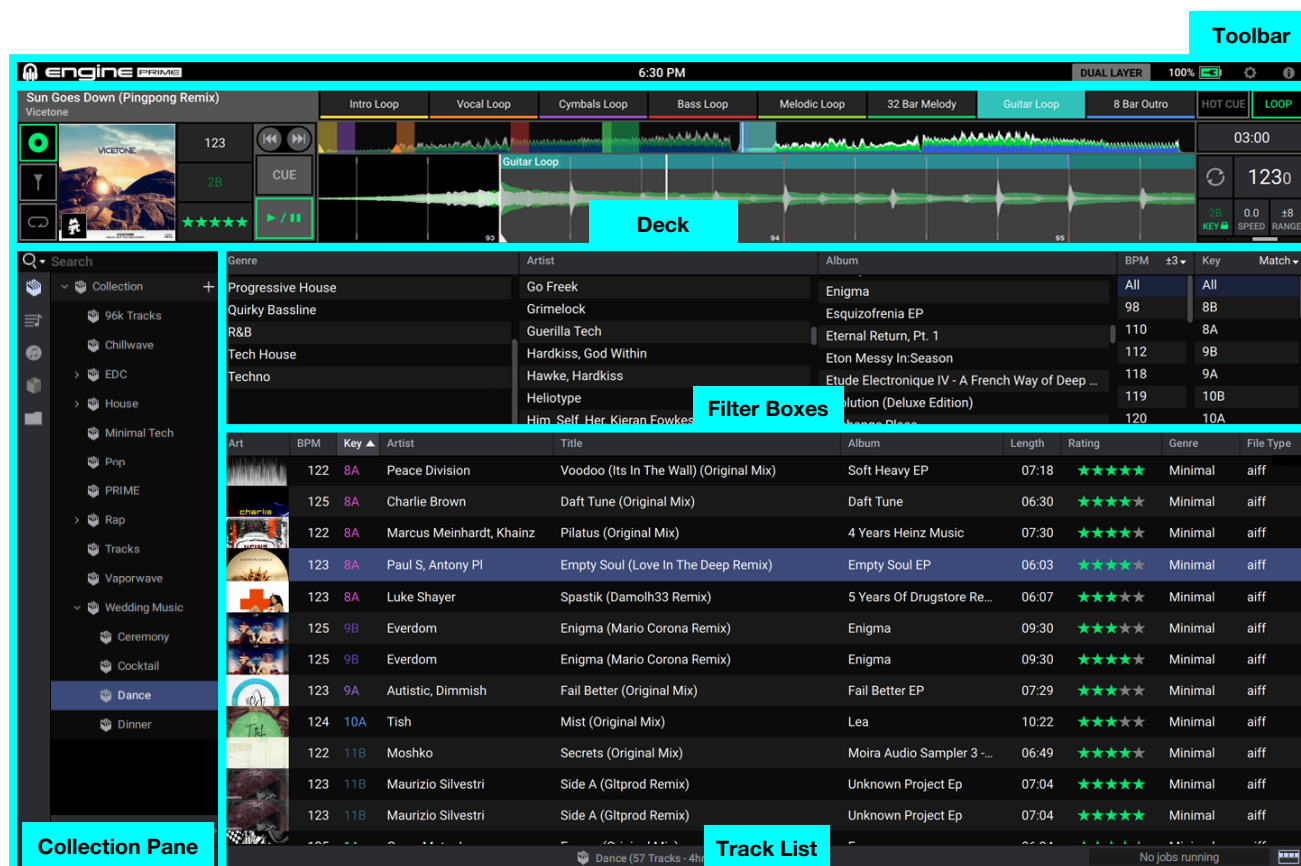 Toolbar
engine PRIME
6:30 PM
DUAL LAYER 100%
Sun Goes Down (Pingpong Remix)
Vicetone
Intro Loop Vocal Loop Cymbals Loop Bass Loop Melodic Loop 32 Bar Melody Guitar Loop 8 Bar Outro HOT CUE LOOP
VICETONE
123
2B
CUE
Guitar Loop
03:00
1230
93 94 95
2B 0.0 ±8
KEY SPEED RANGE
Deck
Search
Collection +
96k Tracks
Chillwave
EDC
House
Minimal Tech
Pop
PRIME
Rap
Tracks
Vaporwave
Wedding Music
Ceremony
Cocktail
Dance
Dinner
Collection Pane
Genre Artist Album BPM ±3 Key Match
Progressive House Go Freek Enigma All All
Quirky Bassline Grimelock Esquizofrenia EP 98 8B
R&B Guerilla Tech Eternal Return, Pt. 1 110 8A
Tech House Hardkiss, God Within Eton Messy In:Season 112 9B
Techno Hawke, Hardkiss Etude Electronique IV - A French Way of Deep ... 118 9A
Heliotype (Deluxe Edition) 119 10B
Him, Self, Her, Kieran Fowkes 120 10A
Filter Boxes
Art BPM Key Artist Title Album Length Rating Genre File Type
122 8A Peace Division Voodoo (Its In The Wall) (Original Mix) Soft Heavy EP 07:18 Minimal aiff
125 8A Charlie Brown Daft Tune (Original Mix) Daft Tune 06:30 Minimal aiff
122 8A Marcus Meinhardt, Khainz Pilatus (Original Mix) 4 Years Heinz Music 07:30 Minimal aiff
123 8A Paul S, Antony Pl Empty Soul (Love In The Deep Remix) Empty Soul EP 06:03 Minimal aiff
123 8A Luke Shayer Spastik (Damolh33 Remix) 5 Years Of Drugstore Re... 06:07 Minimal aiff
125 9B Everdom Enigma (Mario Corona Remix) Enigma 09:30 Minimal aiff
125 9B Everdom Enigma (Mario Corona Remix) Enigma 09:30 Minimal aiff
123 9A Autistic, Dimmish Fail Better (Original Mix) Fail Better EP 07:29 Minimal aiff
124 10A Tish Mist (Original Mix) Lea 10:22 Minimal aiff
122 11B Moshko Secrets (Original Mix) Moira Audio Sampler 3 -... 06:49 Minimal aiff
123 11B Maurizio Silvestri Side A (Gltprod Remix) Unknown Project Ep 07:04 Minimal aiff
123 11B Maurizio Silvestri Side A (Gltprod Remix) Unknown Project Ep 07:04 Minimal aiff
Dance (57 Tracks - 4hr
Track List
No jobs running